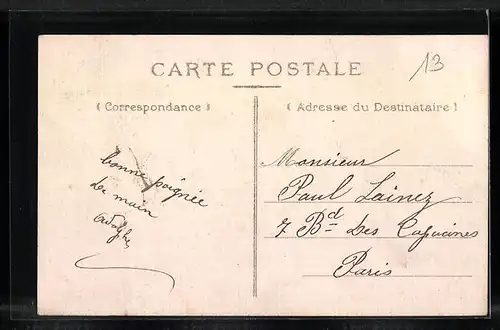 CARTE POSTALE
13
( Correspondance )
( Adresse du Destinataire )
bonne poignée
de main
Adolphe
Monsieur
Paul Lainez
7 Bd des Capucines
Paris